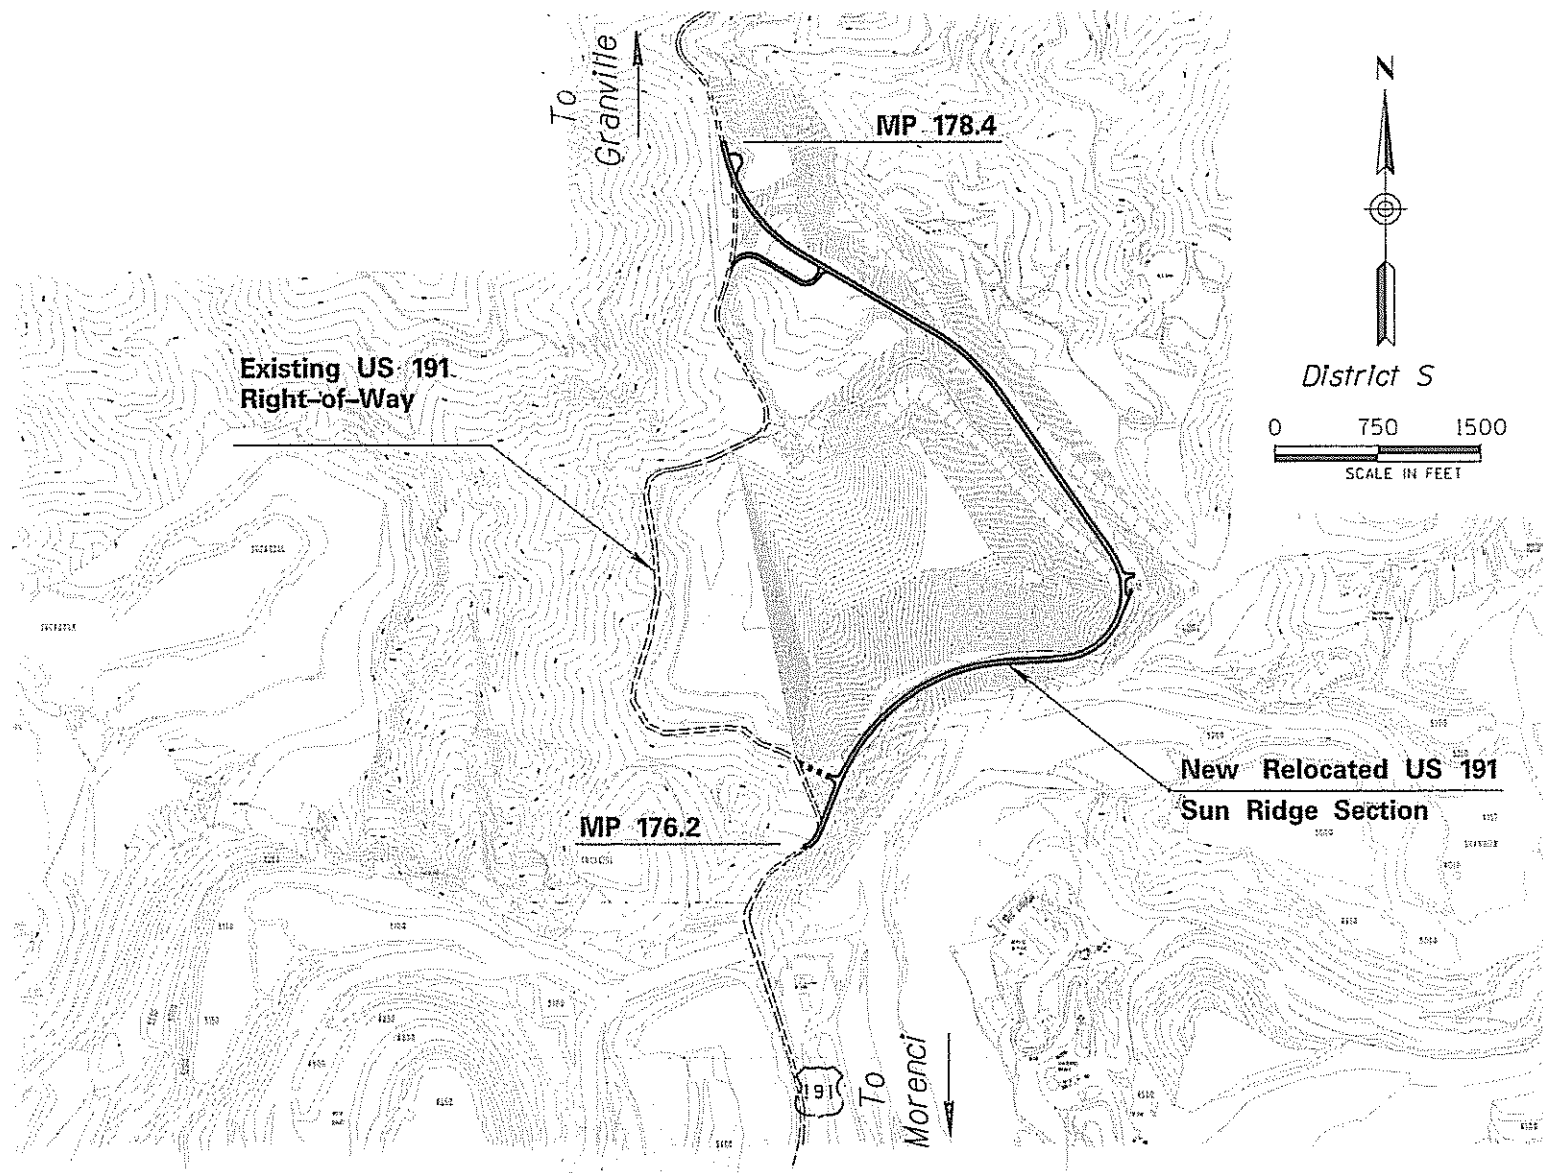 To
Granville
MP 178.4
N
District S
0 750 1500
SCALE IN FEET
Existing US 191
Right-of-Way
New Relocated US 191
Sun Ridge Section
MP 176.2
191
To
Morenci